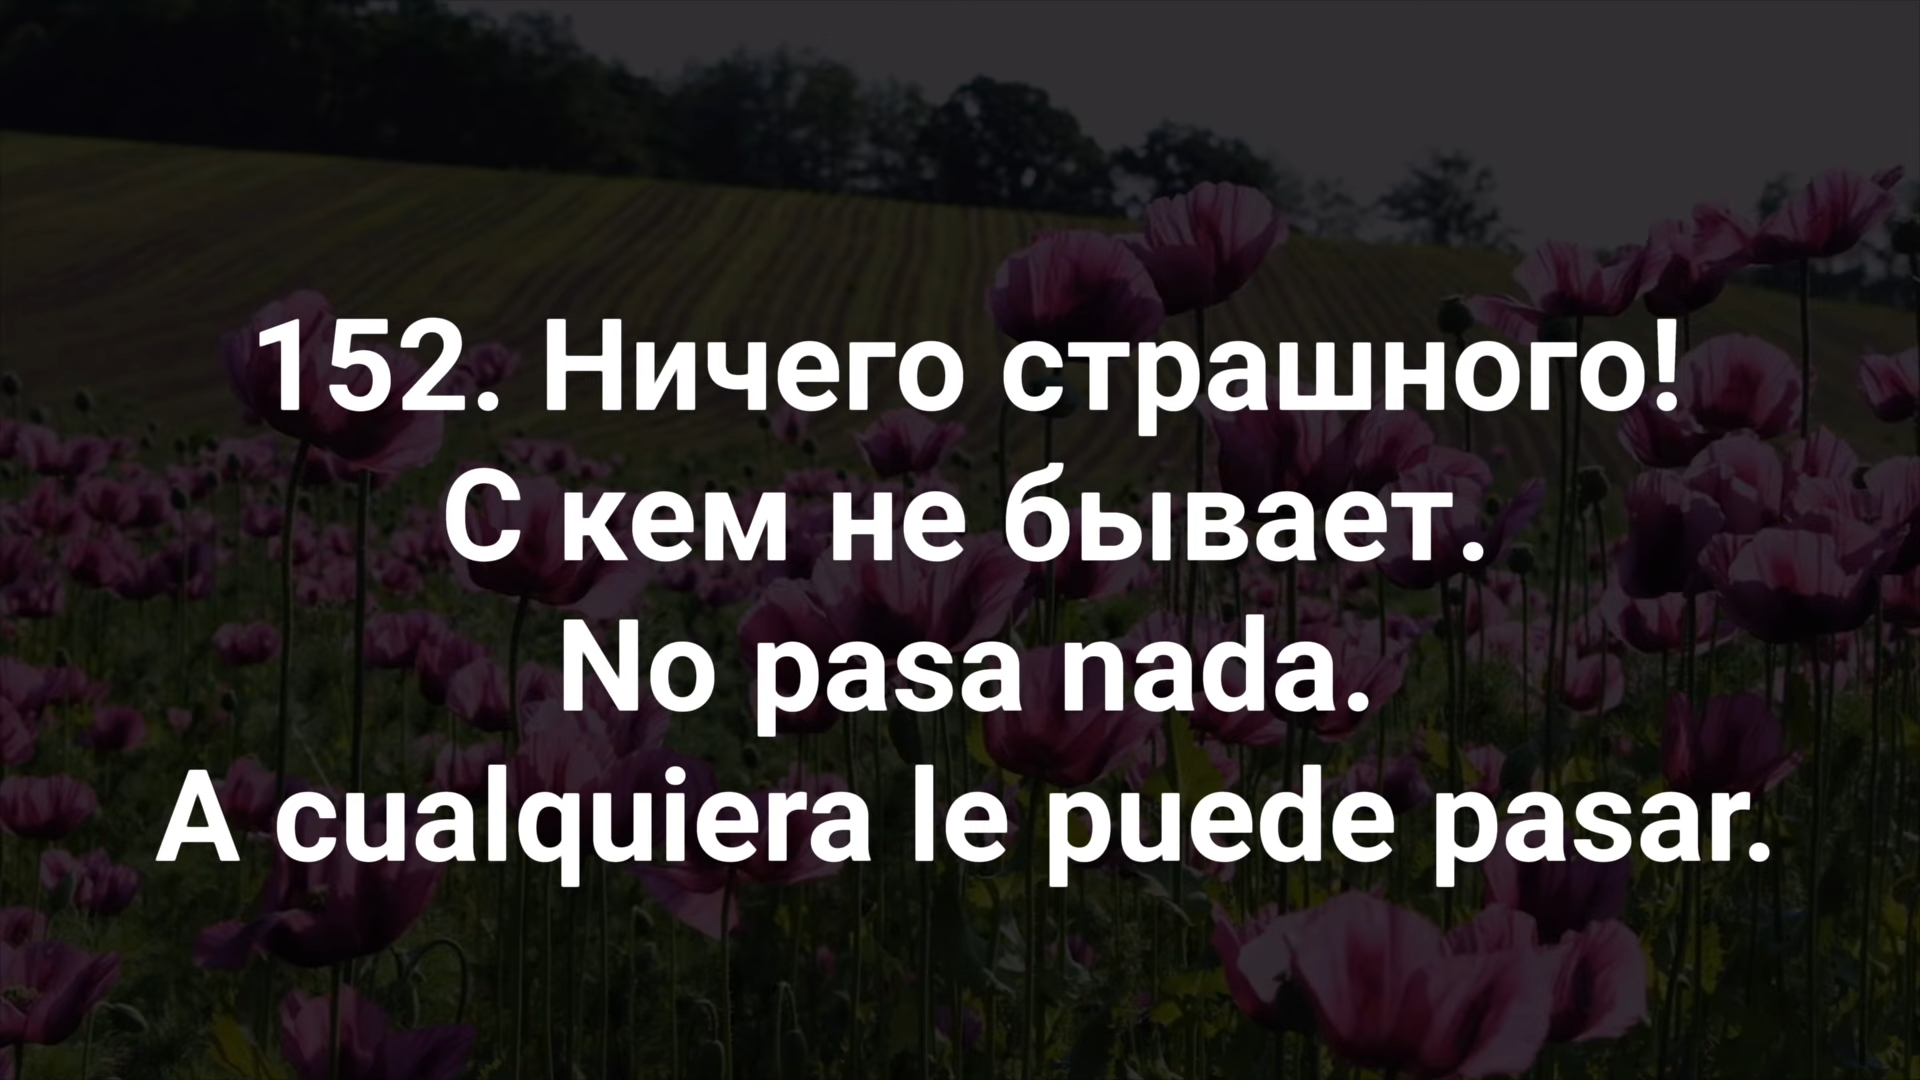 152. Ничего страшного!
С кем не бывает.
No pasa nada.
A cualquiera le puede pasar.